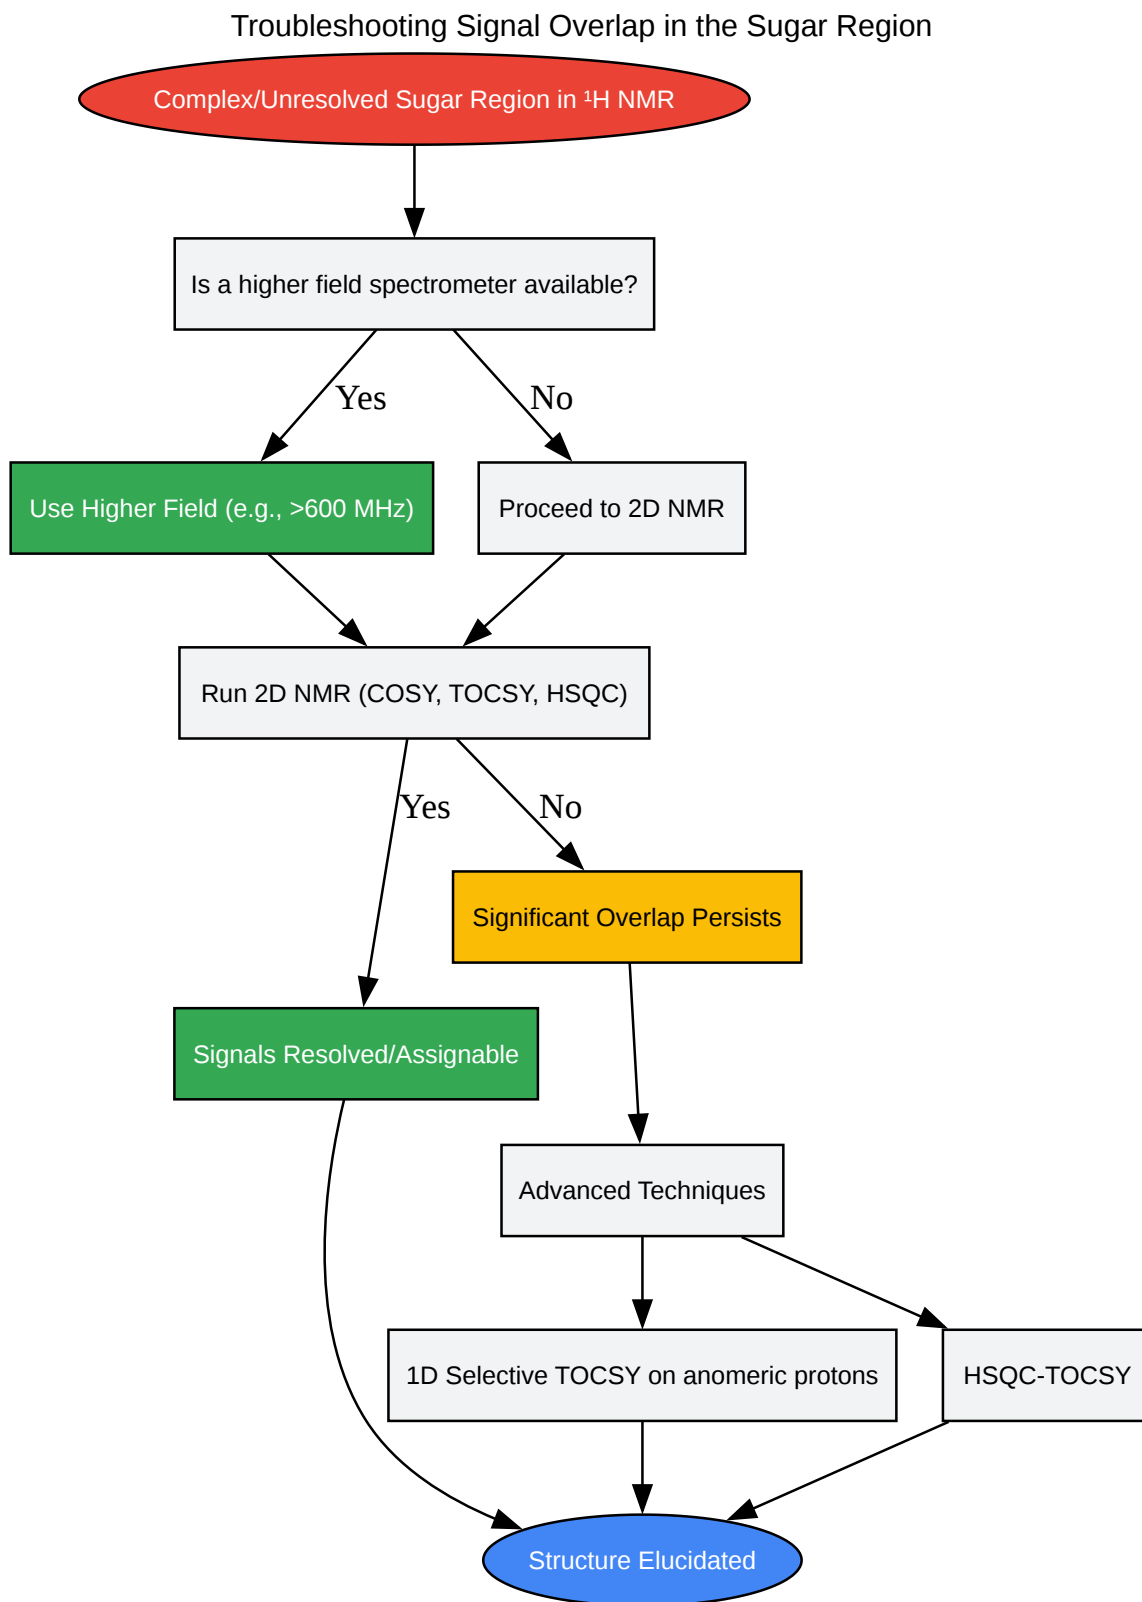 Troubleshooting Signal Overlap in the Sugar Region
Complex/Unresolved Sugar Region in ¹H NMR
Is a higher field spectrometer available?
Yes
No
Use Higher Field (e.g., >600 MHz)
Proceed to 2D NMR
Run 2D NMR (COSY, TOCSY, HSQC)
Yes
No
Significant Overlap Persists
Signals Resolved/Assignable
Advanced Techniques
1D Selective TOCSY on anomeric protons
HSQC-TOCSY
Structure Elucidated